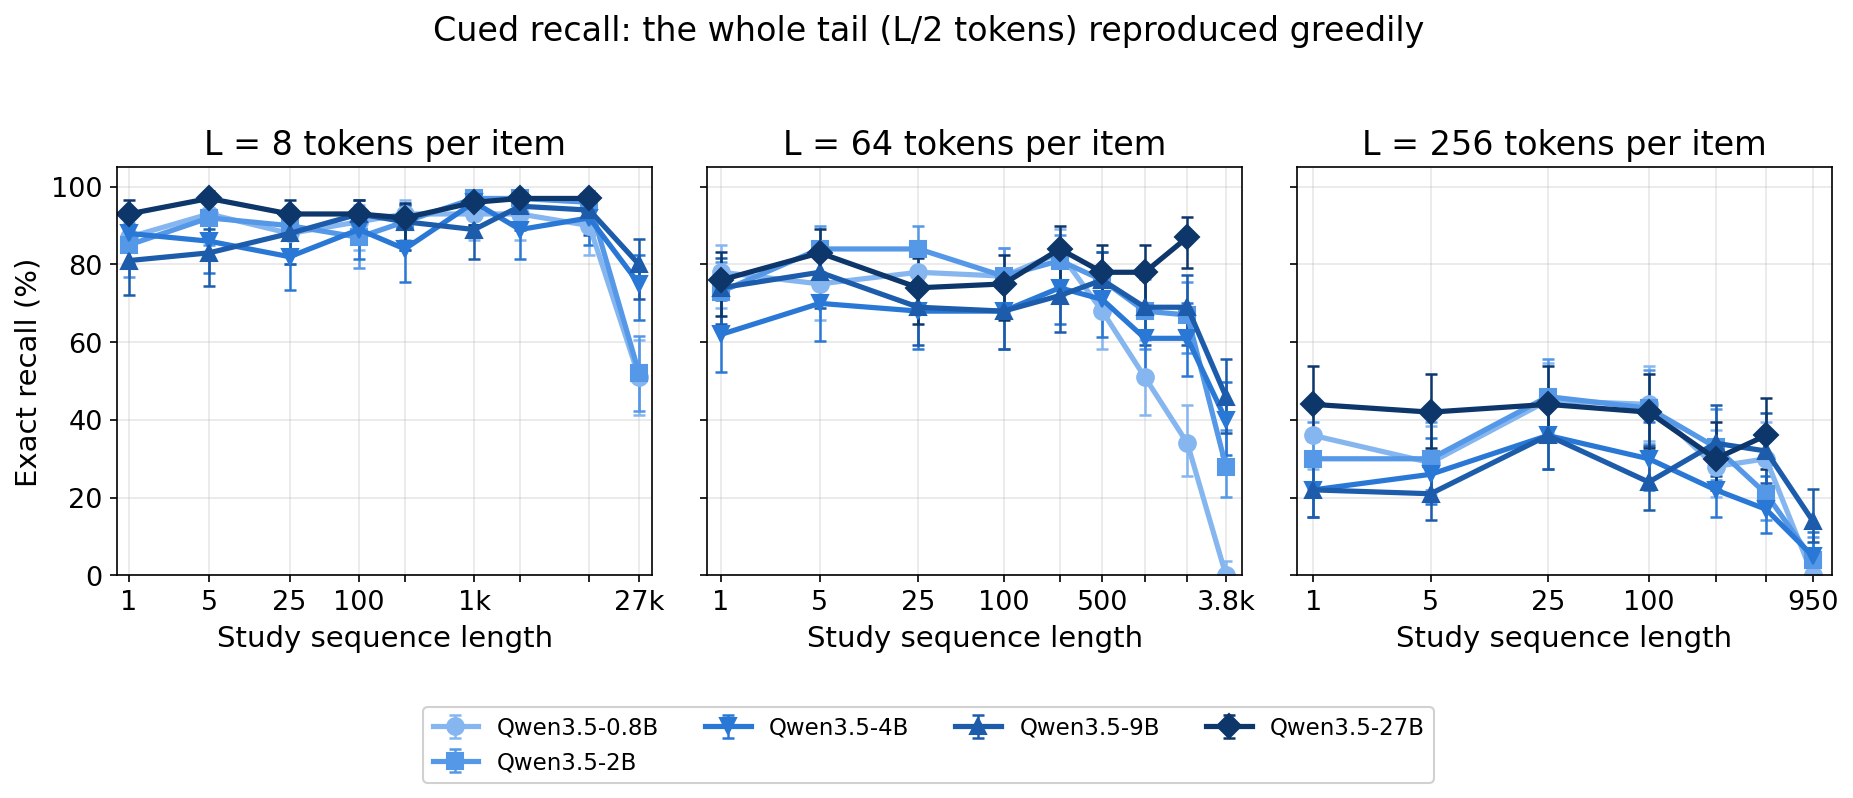 Cued recall: the whole tail (L/2 tokens) reproduced greedily
L = 8 tokens per item
L = 64 tokens per item
L = 256 tokens per item
Exact recall (%)
100
80
60
40
20
0
1 5 25 100 1k 27k
1 5 25 100 500 3.8k
1 5 25 100 950
Study sequence length
Study sequence length
Study sequence length
Qwen3.5-0.8B
Qwen3.5-2B
Qwen3.5-4B
Qwen3.5-9B
Qwen3.5-27B